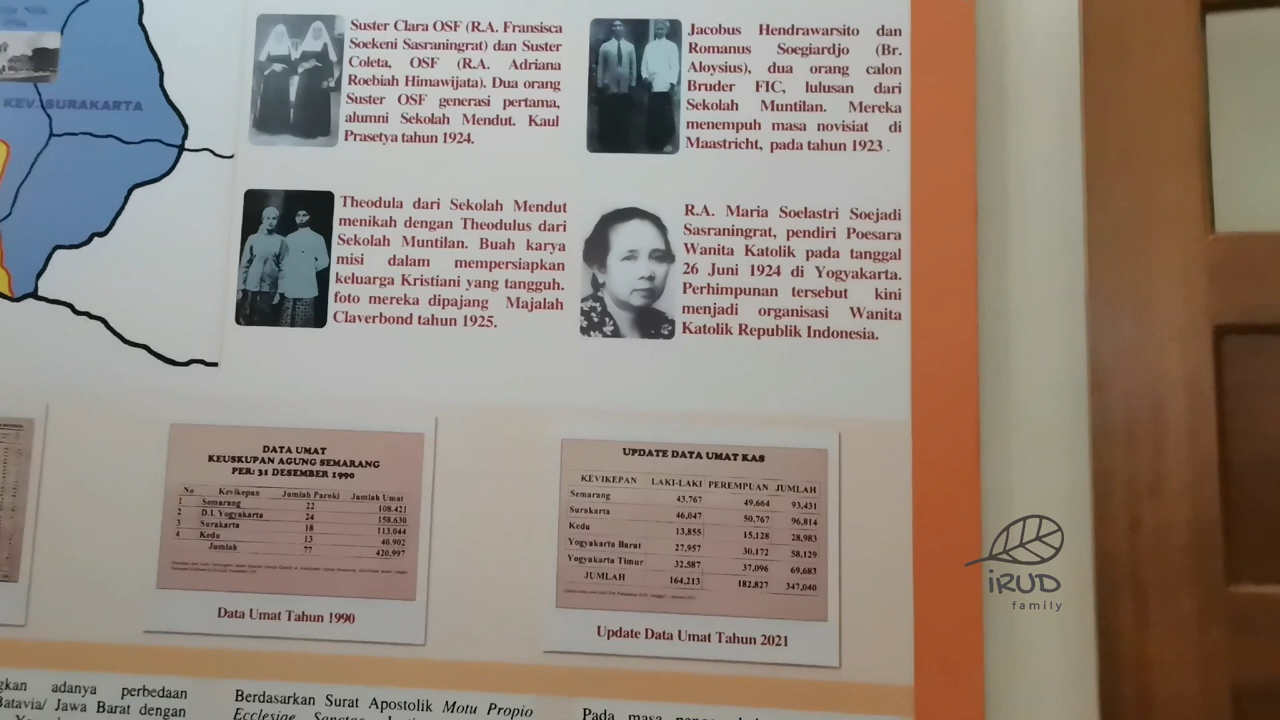 KEV. SURAKARTA
Suster Clara OSF (R.A. Fransisca
Soekeni Sasraningrat) dan Suster
Coleta, OSF (R.A. Adriana
Roebiah Himawijata). Dua orang
Suster OSF generasi pertama,
alumni Sekolah Mendut. Kaul
Prasetya tahun 1924.
Jacobus Hendrawarsito dan
Romanus Soegiardjo (Br.
Aloysius), dua orang calon
Bruder FIC, lulusan dari
Sekolah Muntilan. Mereka
menempuh masa novisiat di
Maastricht, pada tahun 1923 .
Theodula dari Sekolah Mendut
menikah dengan Theodulus dari
Sekolah Muntilan. Buah karya
misi dalam mempersiapkan
keluarga Kristiani yang tangguh.
foto mereka dipajang Majalah
Claverbond tahun 1925.
R.A. Maria Soelastri Soejadi
Sasraningrat, pendiri Poesara
Wanita Katolik pada tanggal
26 Juni 1924 di Yogyakarta.
Perhimpunan tersebut kini
menjadi organisasi Wanita
Katolik Republik Indonesia.
DATA UMAT
KEUSKUPAN AGUNG SEMARANG
PER: 31 DESEMBER 1990
No Kevikepan Jumlah Paroki Jumlah Umat
1 Semarang 22 108.421
2 D.I. Yogyakarta 24 158.630
3 Surakarta 18 113.044
4 Kedu 13 40.902
Jumlah 77 420.997
Data Umat Tahun 1990
UPDATE DATA UMAT KAS
KEVIKEPAN LAKI-LAKI PEREMPUAN JUMLAH
Semarang 43,767 49,664 93,431
Surakarta 46,047 50,767 96,814
Kedu 13,855 15,128 28,983
Yogyakarta Barat 27,957 30,172 58,129
Yogyakarta Timur 32,587 37,096 69,683
JUMLAH 164,213 182,827 347,040
Update Data Umat Tahun 2021
iRUD
family
adanya perbedaan
Batavia/ Jawa Barat dengan
Berdasarkan Surat Apostolik Motu Propio
Ecclesiae Sanctae
Pada masa